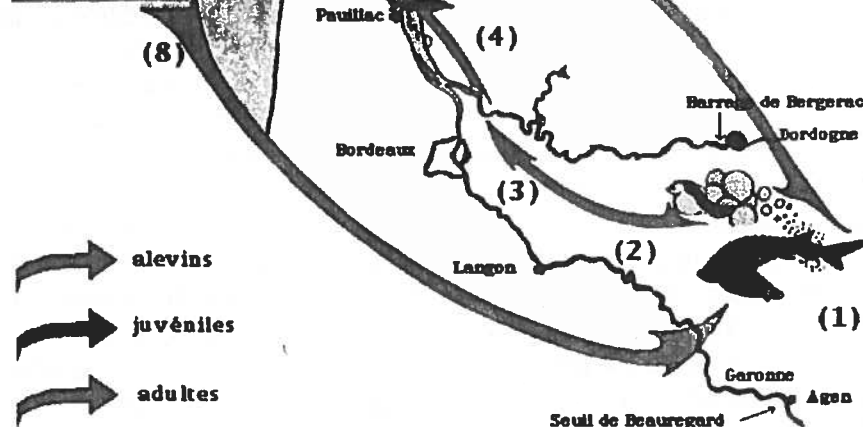 Pauillac
(4)
(8)
Barrage de Bergerac
Dordogne
Bordeaux
(3)
(2)
Langon
alevins
(1)
juvéniles
Garonne
adultes
Agen
Seuil de Beauregard